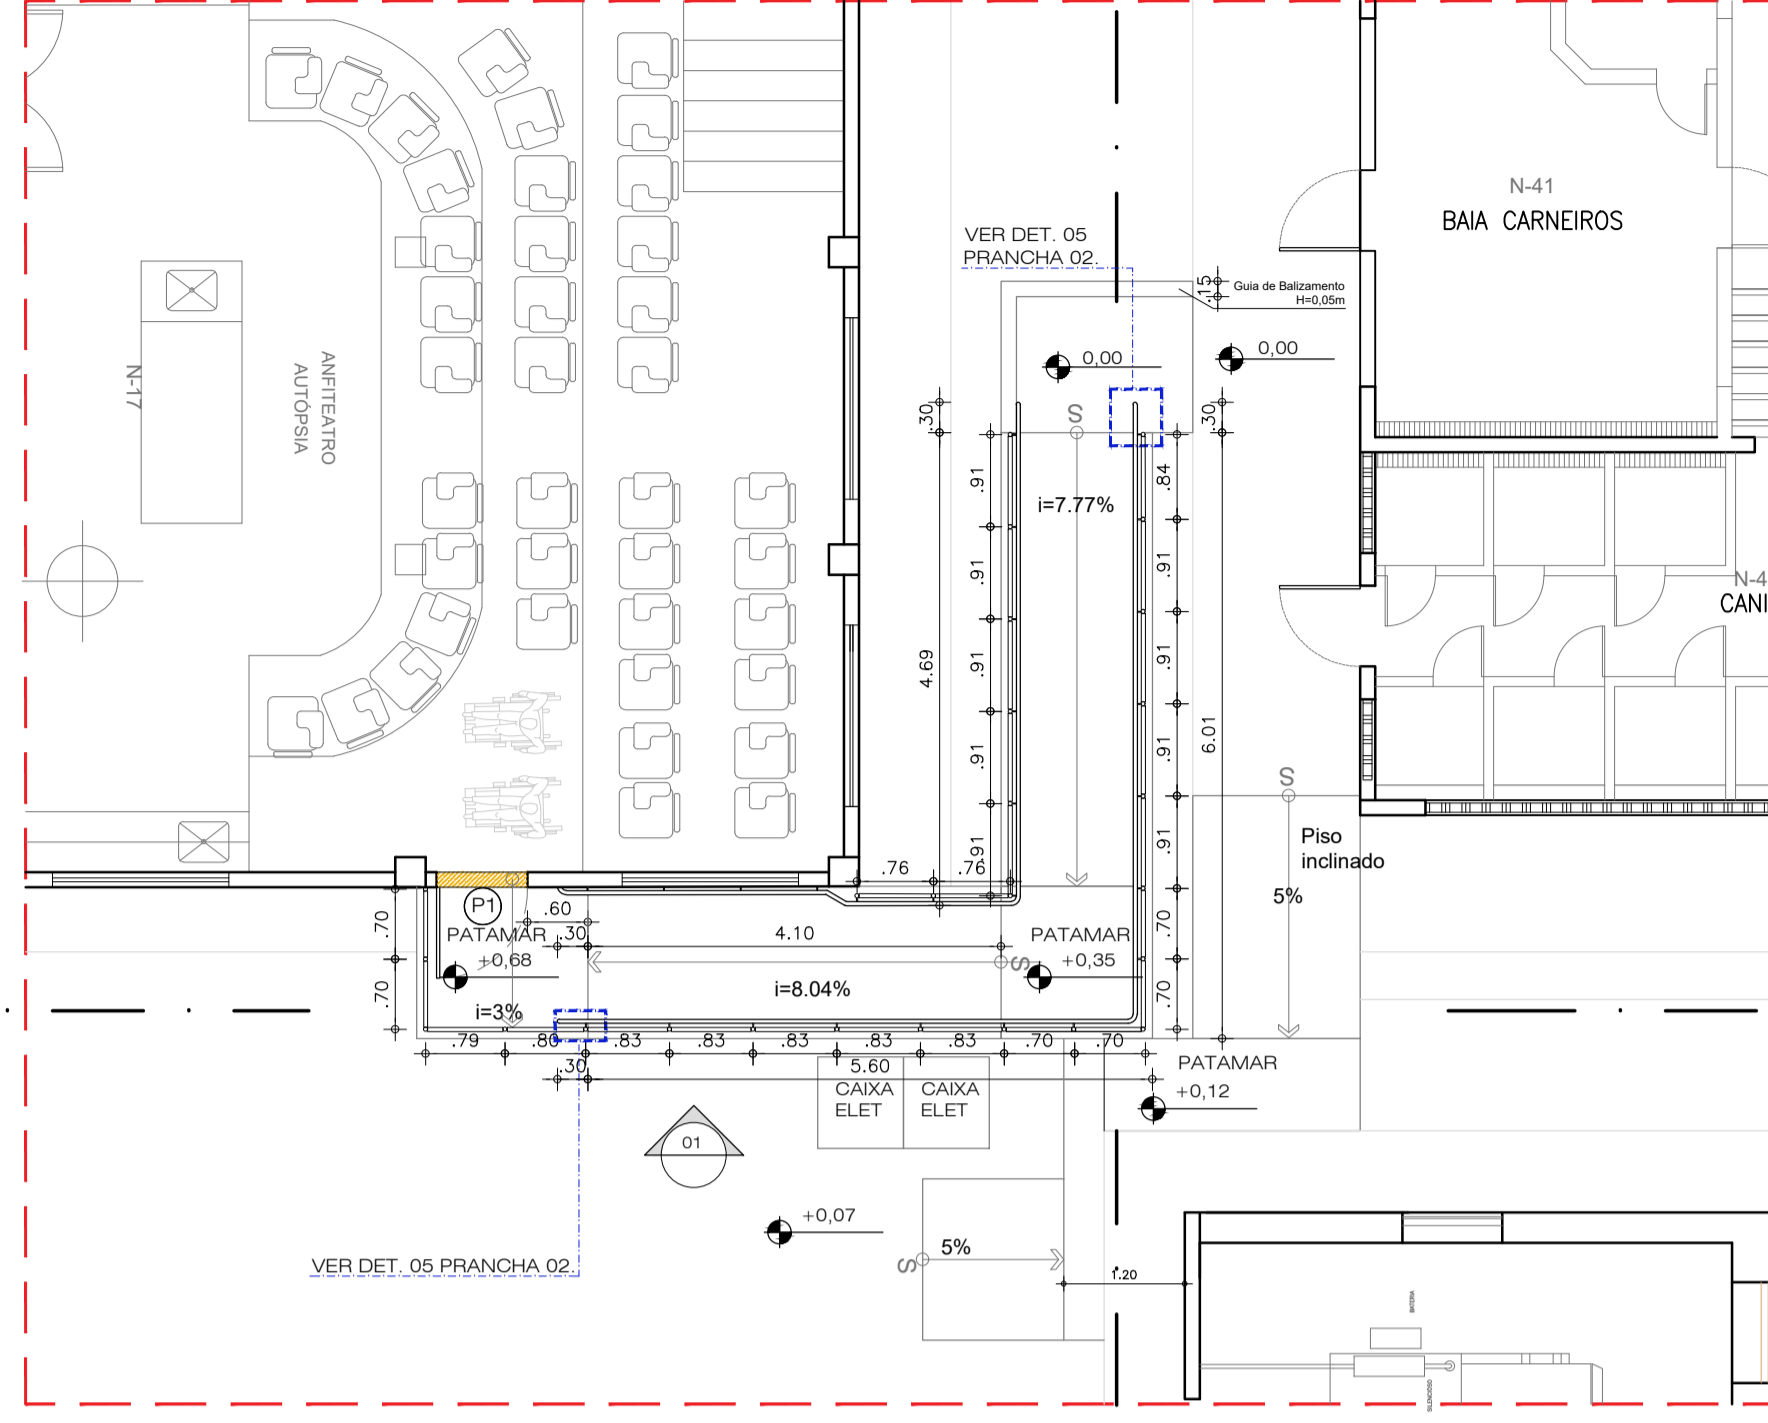 N-41
BAIA CARNEIROS
VER DET. 05
PRANCHA 02.
.15
Guia de Balizamento
H=0,05m
0,00
0,00
N-17
ANFITEATRO
AUTÓPSIA
.30
S
.30
.91
i=7.77%
.84
.91
.91
N-4
CANI
.91
.91
4.69
.91
.91
6.01
S
.91
.91
Piso
inclinado
.76
.76
5%
P1
.60
.70
PATAMAR
.30
4.10
PATAMAR
.70
+0,68
S
+0,35
i=8.04%
.70
i=3%
.70
.79
.80
.83
.83
.83
.83
.83
.70
.70
.30
5.60
PATAMAR
CAIXA
ELET
CAIXA
ELET
+0,12
01
+0,07
VER DET. 05 PRANCHA 02.
S
5%
1.20
BATERIA
SILENCIOSO